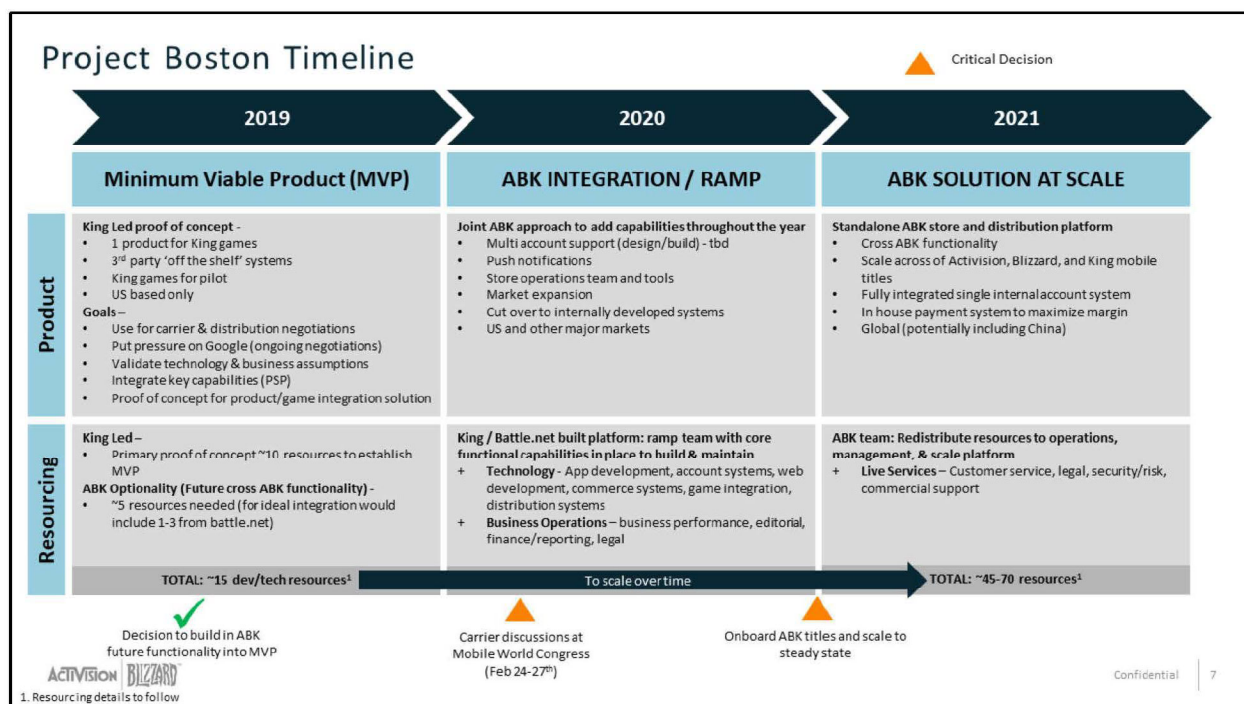 Project Boston Timeline
Critical Decision
2019
2020
2021
Minimum Viable Product (MVP)
ABK INTEGRATION / RAMP
ABK SOLUTION AT SCALE
Product
King Led proof of concept -
• 1 product for King games
• 3rd party ‘off the shelf’ systems
• King games for pilot
• US based only
Goals –
• Use for carrier & distribution negotiations
• Put pressure on Google (ongoing negotiations)
• Validate technology & business assumptions
• Integrate key capabilities (PSP)
• Proof of concept for product/game integration solution
Joint ABK approach to add capabilities throughout the year
• Multi account support (design/build) - tbd
• Push notifications
• Store operations team and tools
• Market expansion
• Cut over to internally developed systems
• US and other major markets
Standalone ABK store and distribution platform
• Cross ABK functionality
• Scale across of Activision, Blizzard, and King mobile
titles
• Fully integrated single internal account system
• In house payment system to maximize margin
• Global (potentially including China)
Resourcing
King Led –
• Primary proof of concept ~10 resources to establish
MVP
ABK Optionality (Future cross ABK functionality) -
• ~5 resources needed (for ideal integration would
include 1-3 from battle.net)
King / Battle.net built platform: ramp team with core
functional capabilities in place to build & maintain
+ Technology - App development, account systems, web
development, commerce systems, game integration,
distribution systems
+ Business Operations – business performance, editorial,
finance/reporting, legal
ABK team: Redistribute resources to operations,
management, & scale platform
+ Live Services – Customer service, legal, security/risk,
commercial support
TOTAL: ~15 dev/tech resources1
To scale over time
TOTAL: ~45-70 resources1
Decision to build in ABK
future functionality into MVP
Carrier discussions at
Mobile World Congress
(Feb 24-27th)
Onboard ABK titles and scale to
steady state
ACTIVISION BLIZZARD
Confidential 7
1. Resourcing details to follow